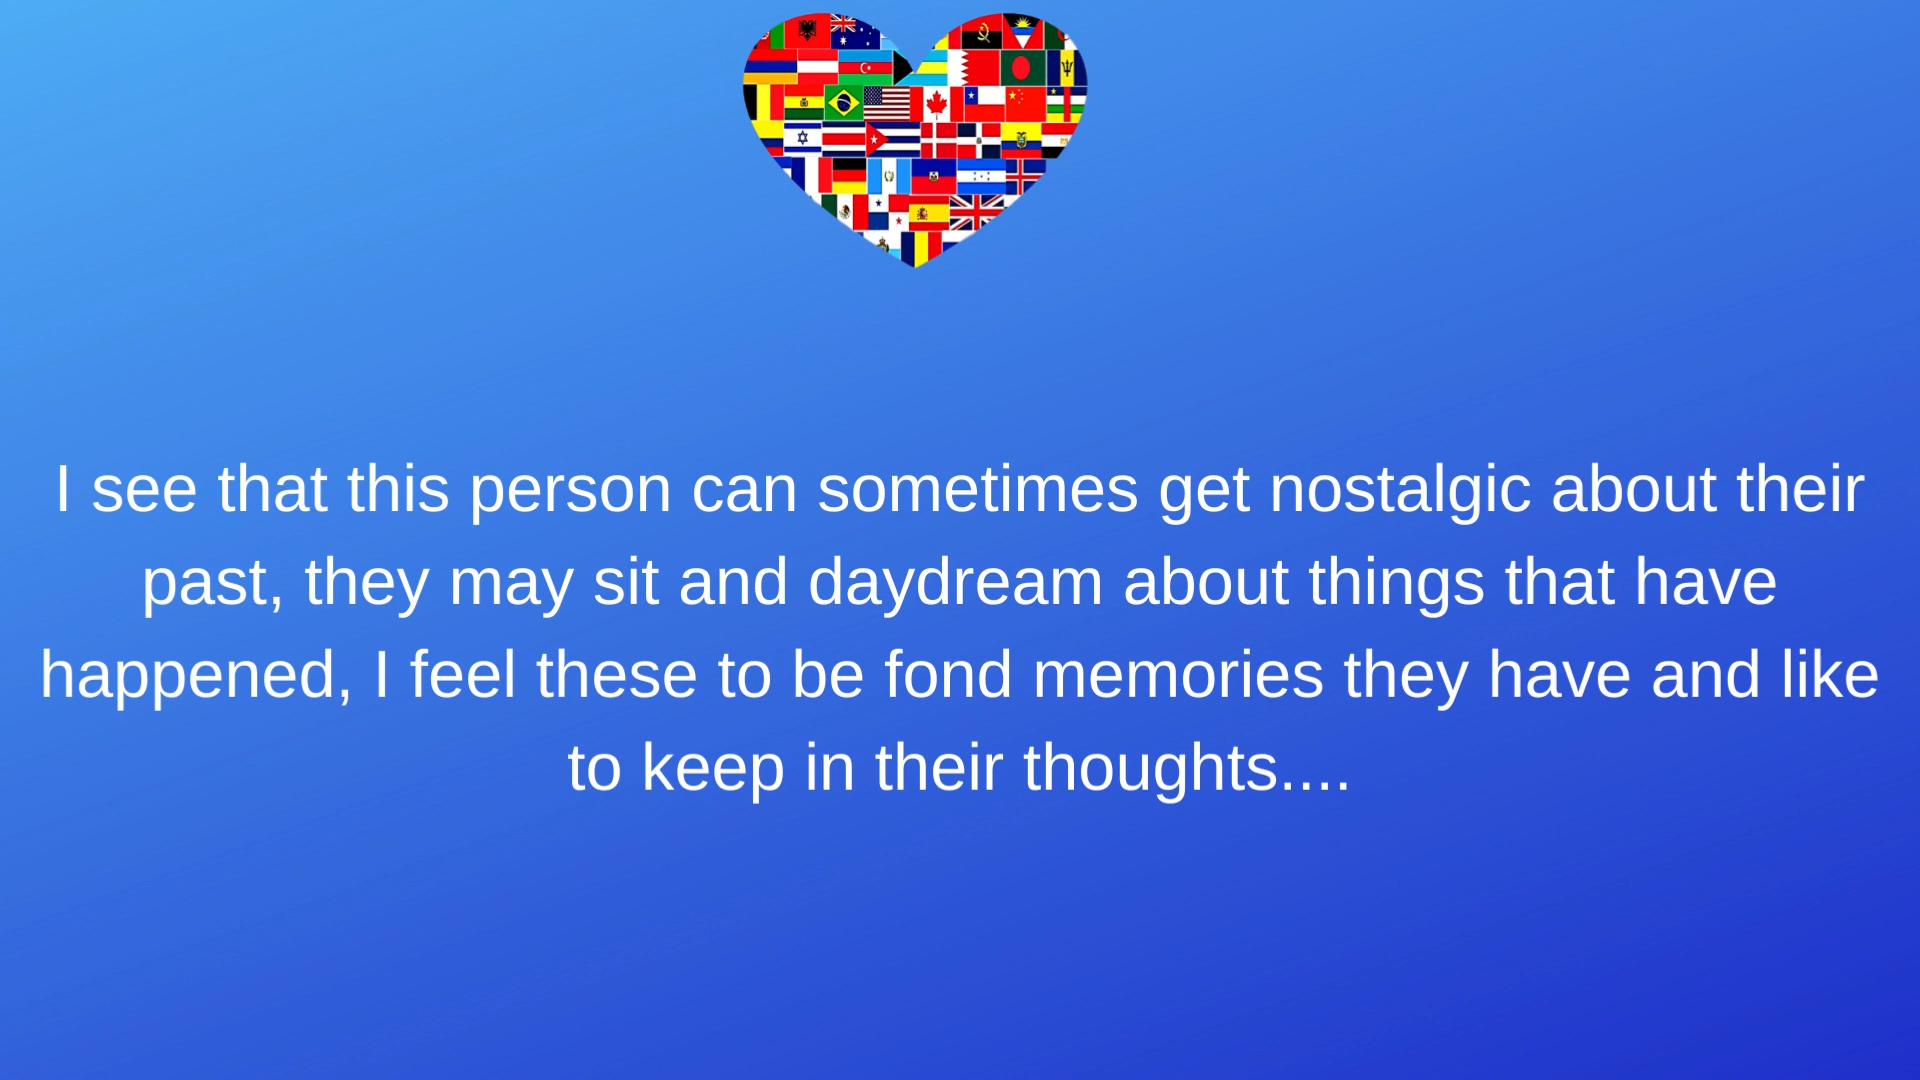 I see that this person can sometimes get nostalgic about their
past, they may sit and daydream about things that have
happened, I feel these to be fond memories they have and like
to keep in their thoughts....